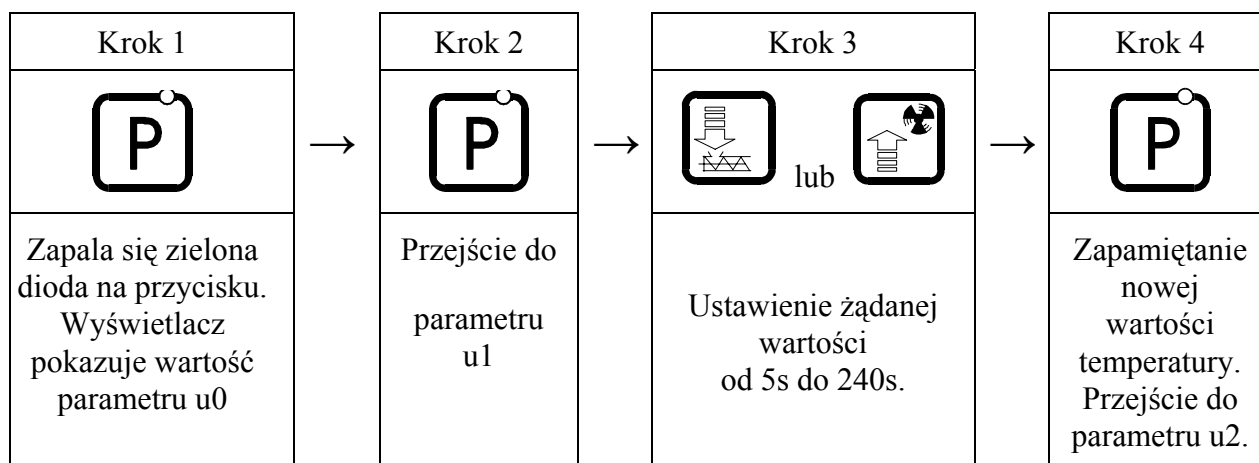 Krok 1
P
Zapala się zielona
dioda na przycisku.
Wyświetlacz
pokazuje wartość
parametru u0
→
Krok 2
P
Przejście do
parametru
u1
→
Krok 3
lub
Ustawienie żądanej
wartości
od 5s do 240s.
→
Krok 4
P
Zapamiętanie
nowej
wartości
temperatury.
Przejście do
parametru u2.